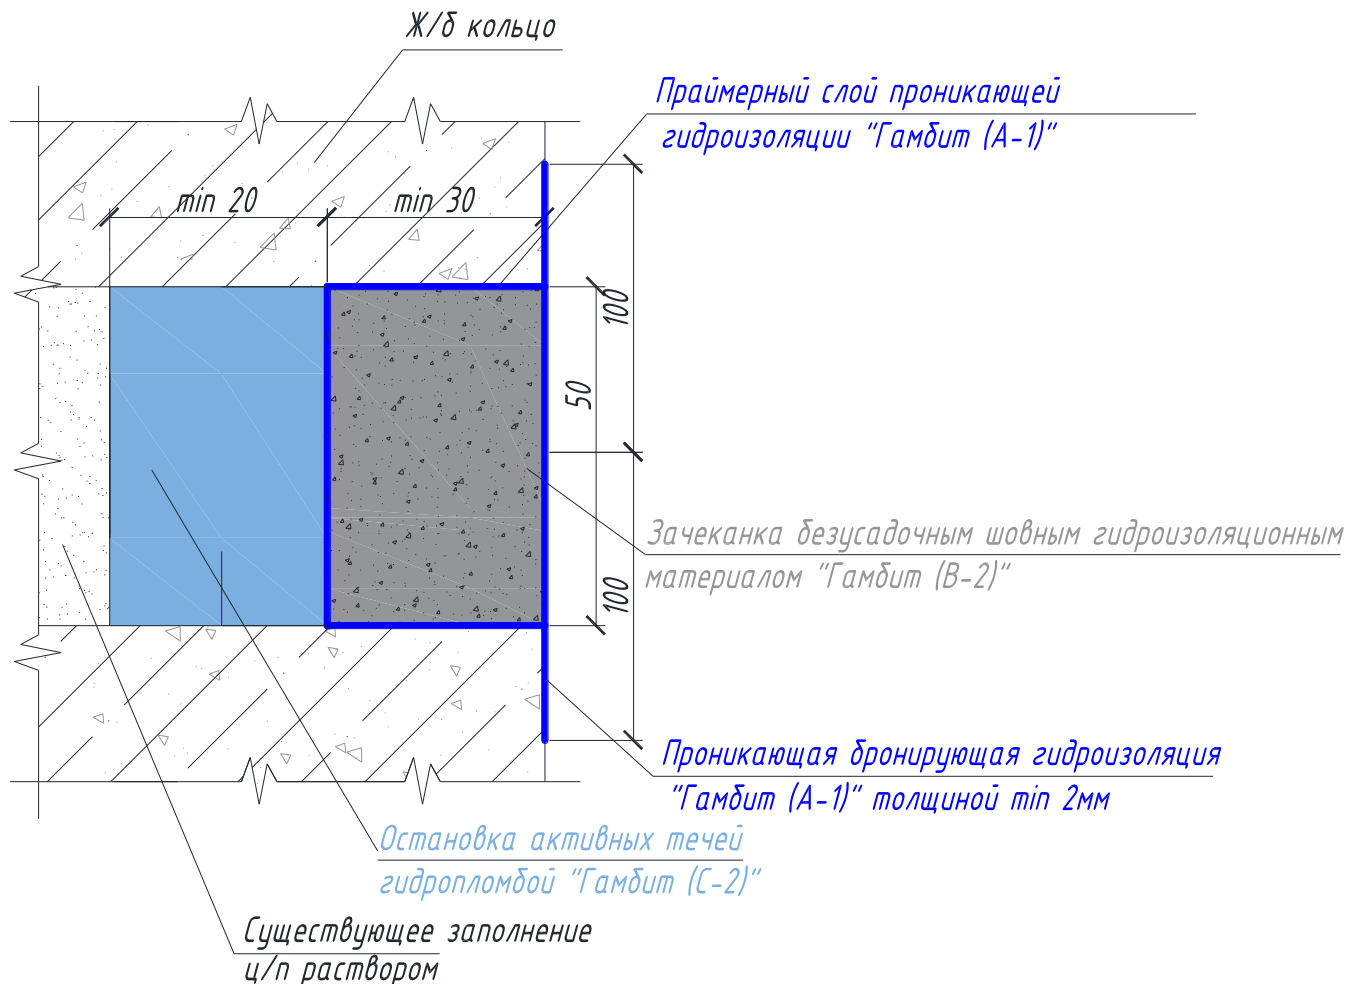 Ж/б кольцо
Праймерный слой проникающей
гидроизоляции "Гамбит (А-1)"
min 20
min 30
100
50
Зачеканка безусадочным шовным гидроизоляционным
материалом "Гамбит (В-2)"
100
Проникающая бронирующая гидроизоляция
"Гамбит (А-1)" толщиной min 2мм
Остановка активных течей
гидропломбой "Гамбит (С-2)"
Существующее заполнение
ц/п раствором